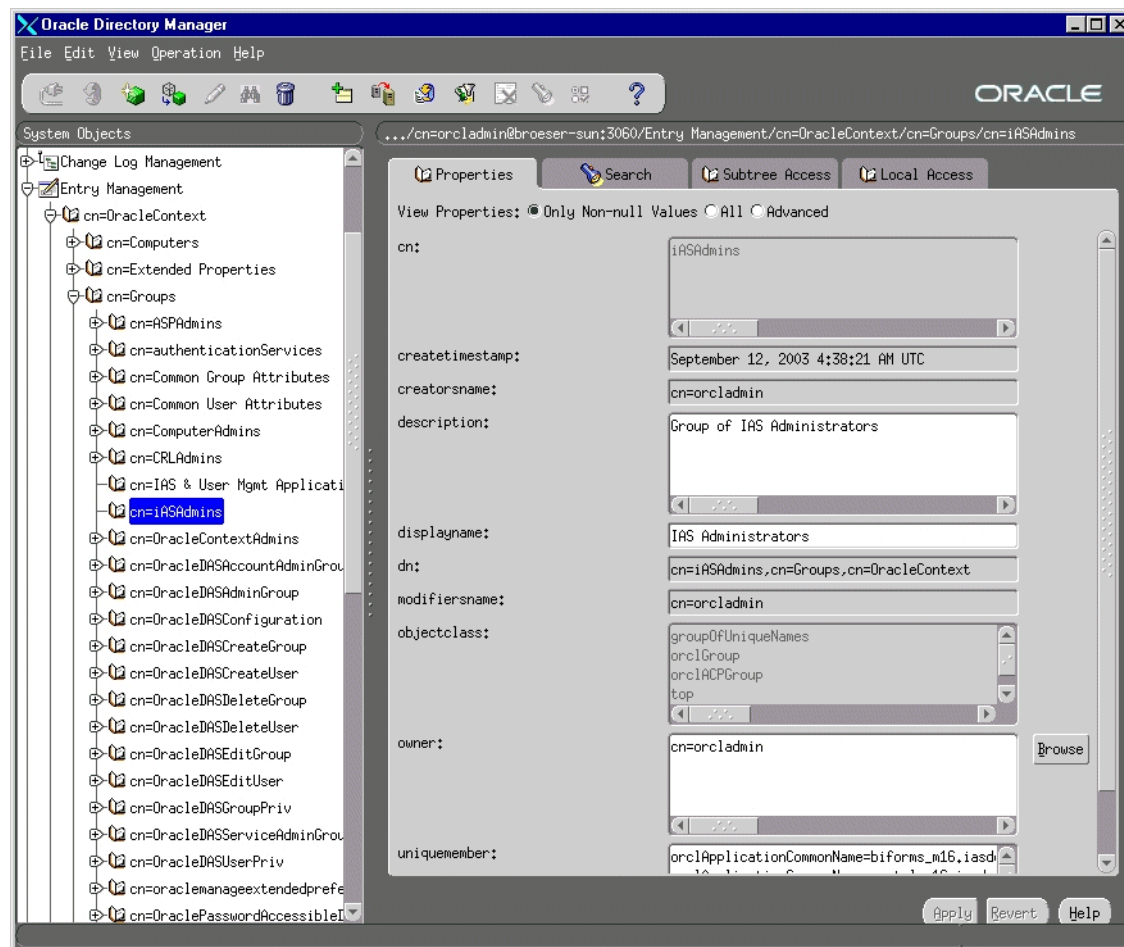 Oracle Directory Manager
File Edit View Operation Help
ORACLE
System Objects
.../cn=orcladmin@broeser-sun:3060/Entry Management/cn=OracleContext/cn=Groups/cn=iASAdmins
Change Log Management
Entry Management
cn=OracleContext
cn=Computers
cn=Extended Properties
cn=Groups
cn=ASPAdmins
cn=authenticationServices
cn=Common Group Attributes
cn=Common User Attributes
cn=ComputerAdmins
cn=CRLAdmins
cn=IAS & User Mgmt Applicati
cn=iASAdmins
cn=OracleContextAdmins
cn=OracleDASAccountAdminGrou
cn=OracleDASAdminGroup
cn=OracleDASConfiguration
cn=OracleDASCreateGroup
cn=OracleDASCreateUser
cn=OracleDASDeleteGroup
cn=OracleDASDeleteUser
cn=OracleDASEditGroup
cn=OracleDASEditUser
cn=OracleDASGroupPriv
cn=OracleDASServiceAdminGrou
cn=OracleDASUserPriv
cn=oraclemanageextendedprefe
cn=OraclePasswordAccessibleD
Properties Search Subtree Access Local Access
View Properties: Only Non-null Values All Advanced
cn: iASAdmins
createtimestamp: September 12, 2003 4:38:21 AM UTC
creatorsname: cn=orcladmin
description: Group of IAS Administrators
displayname: IAS Administrators
dn: cn=iASAdmins,cn=Groups,cn=OracleContext
modifiersname: cn=orcladmin
objectclass: groupOfUniqueNames
orclGroup
orclACPGroup
top
owner: cn=orcladmin Browse
uniquemember: orclApplicationCommonName=biforms_m16.iasd
Apply Revert Help